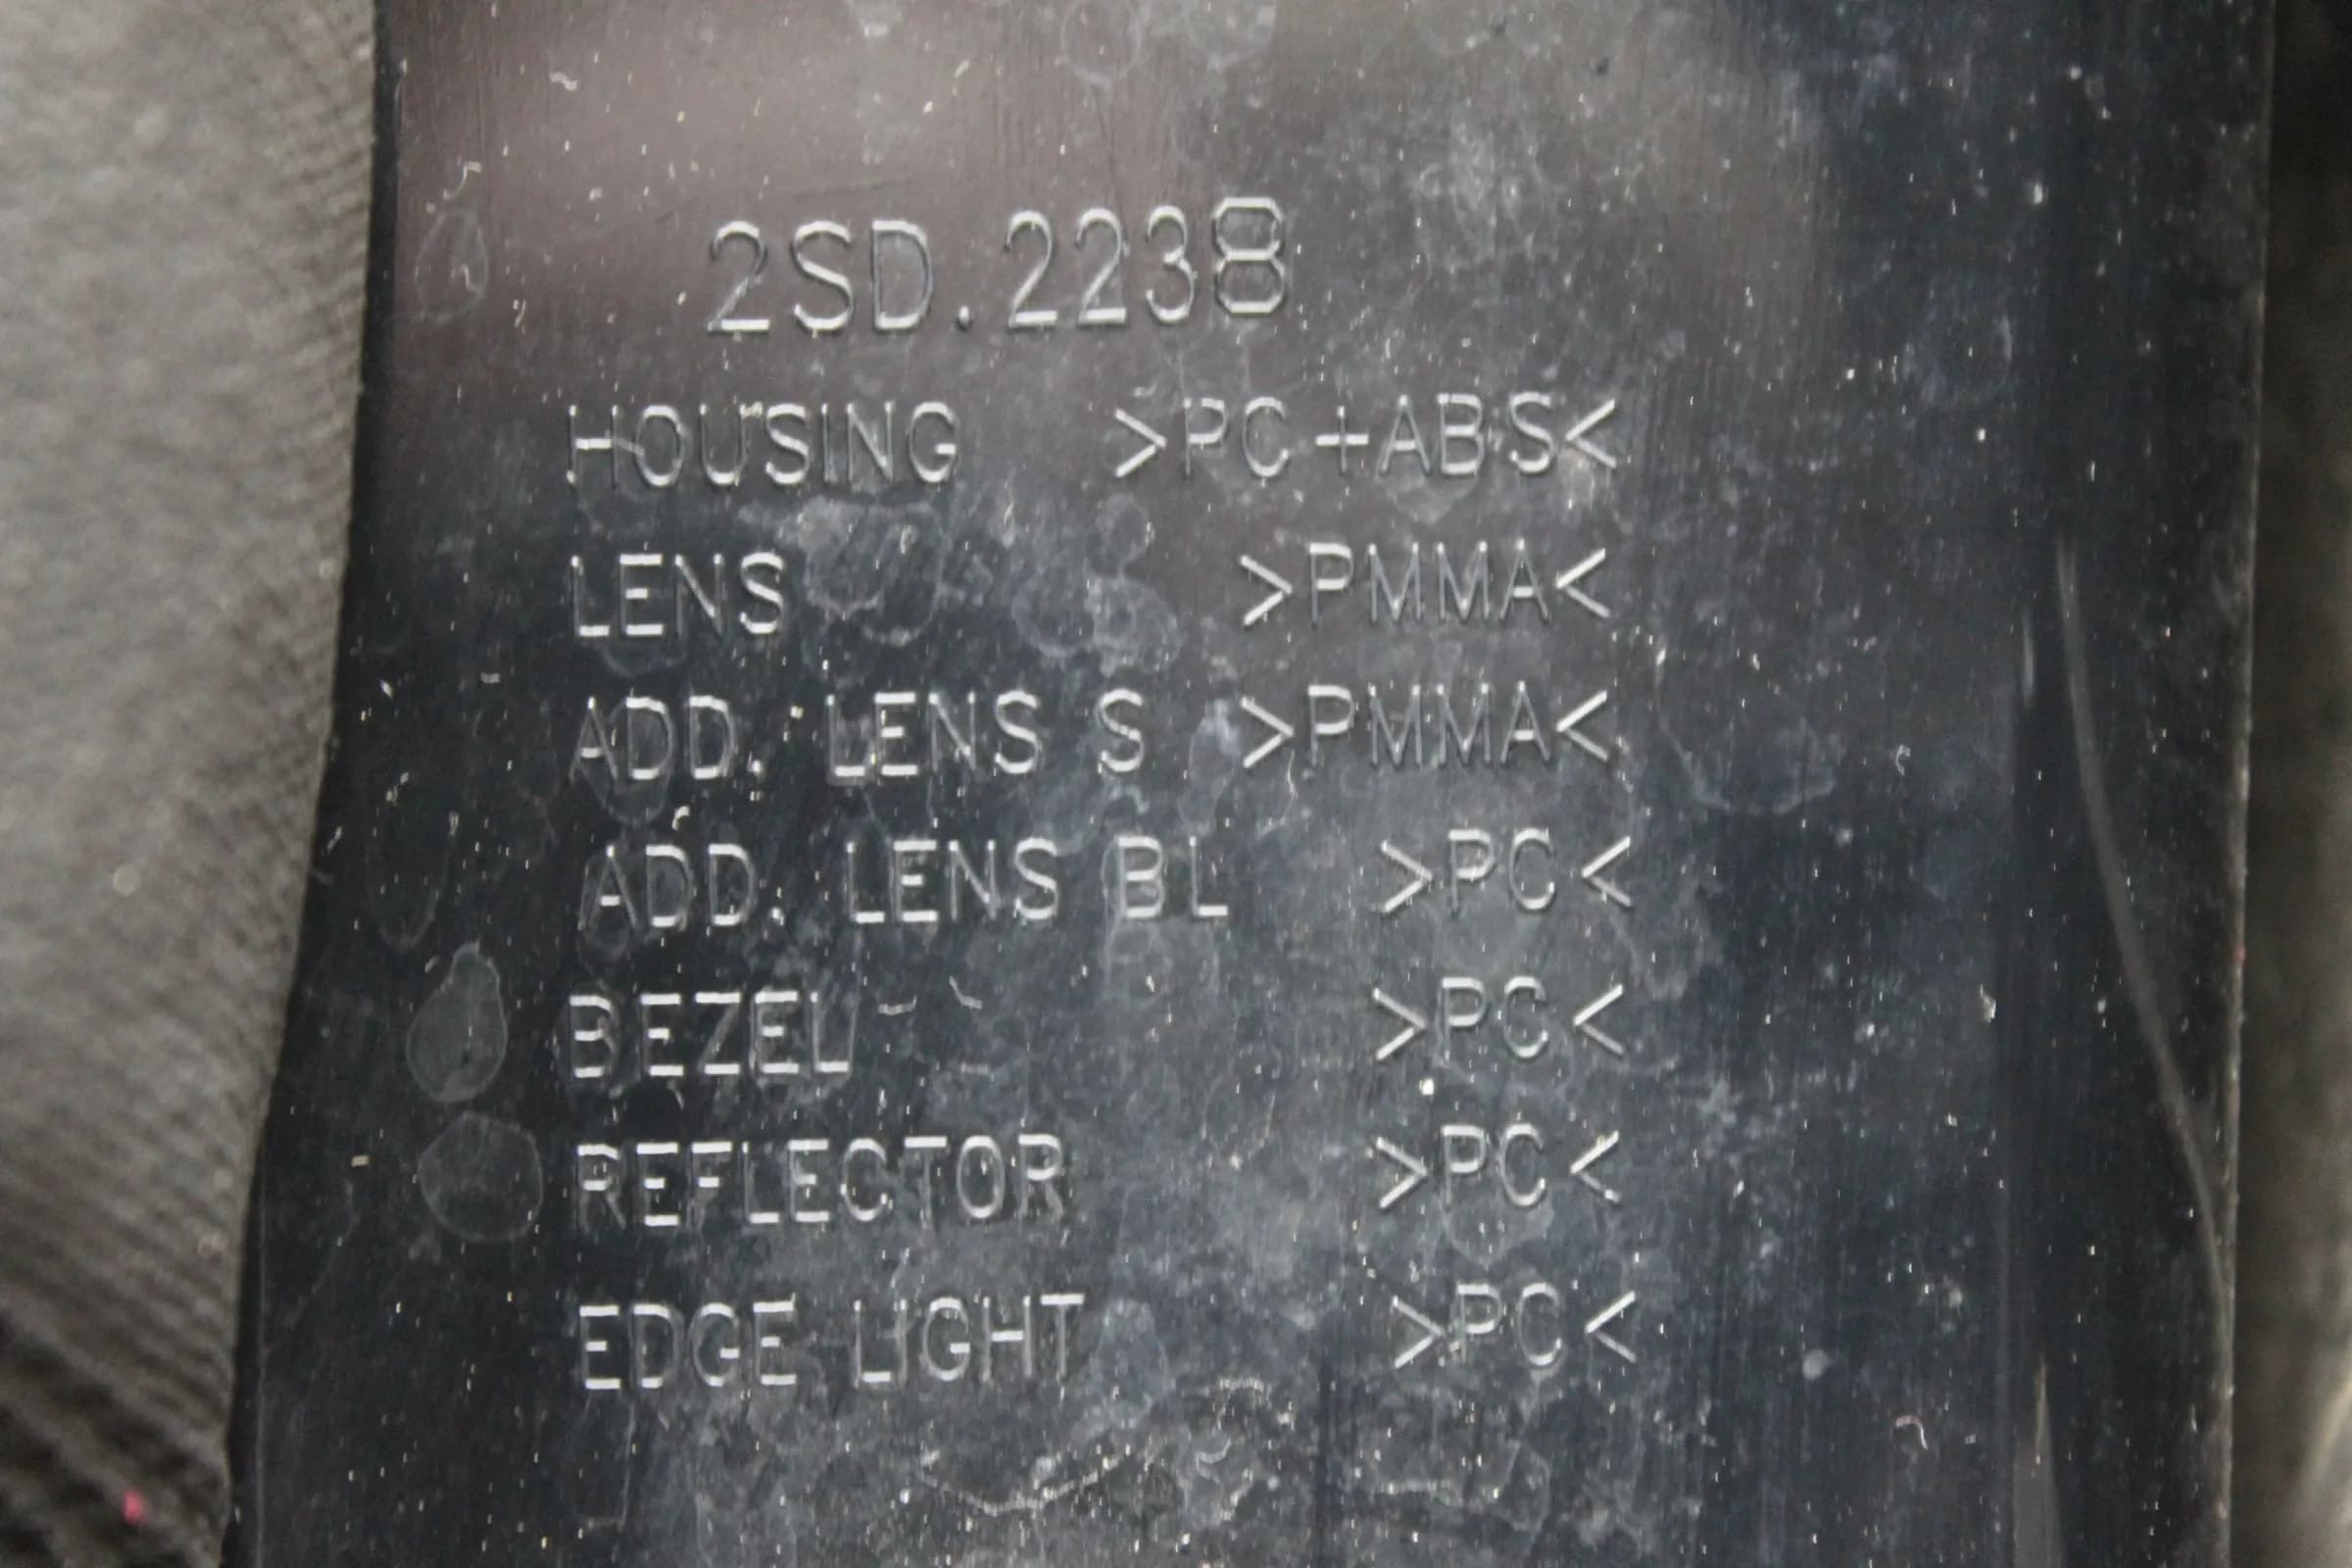 2SD.2238
HOUSING >PC+ABS<
LENS >PMMA<
ADD. LENS S >PMMA<
ADD. LENS BL >PC<
BEZEL >PC<
REFLECTOR >PC<
EDGE LIGHT >PC<